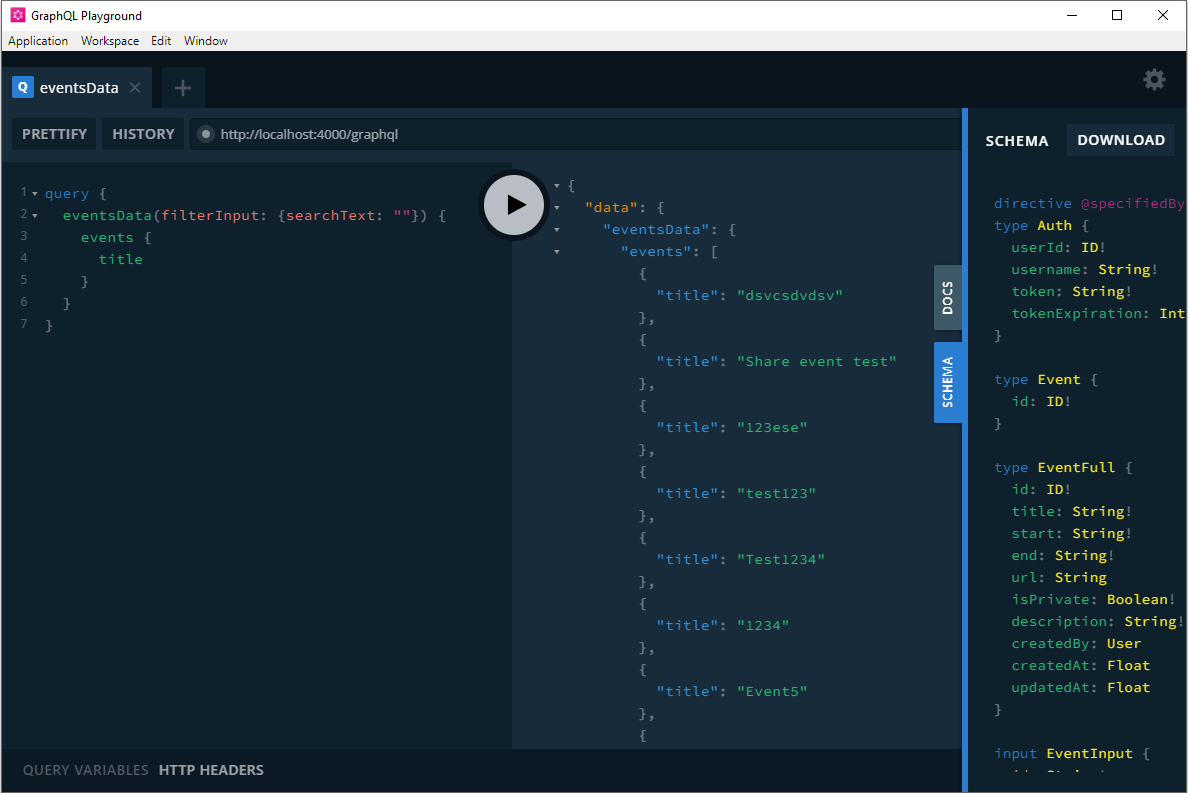 GraphQL Playground
Application Workspace Edit Window
Q eventsData
PRETTIFY HISTORY http://localhost:4000/graphql
1 query {
2 eventsData(filterInput: {searchText: ""}) {
3 events {
4 title
5 }
6 }
7 }
{
"data": {
"eventsData": {
"events": [
{
"title": "dsvcsdvdsv"
},
{
"title": "Share event test"
},
{
"title": "123ese"
},
{
"title": "test123"
},
{
"title": "Test1234"
},
{
"title": "1234"
},
{
"title": "Event5"
},
{
DOCS
SCHEMA
SCHEMA DOWNLOAD
directive @specifiedBy
type Auth {
userId: ID!
username: String!
token: String!
tokenExpiration: Int
}
type Event {
id: ID!
}
type EventFull {
id: ID!
title: String!
start: String!
end: String!
url: String
isPrivate: Boolean!
description: String!
createdBy: User
createdAt: Float
updatedAt: Float
}
input EventInput {
QUERY VARIABLES HTTP HEADERS